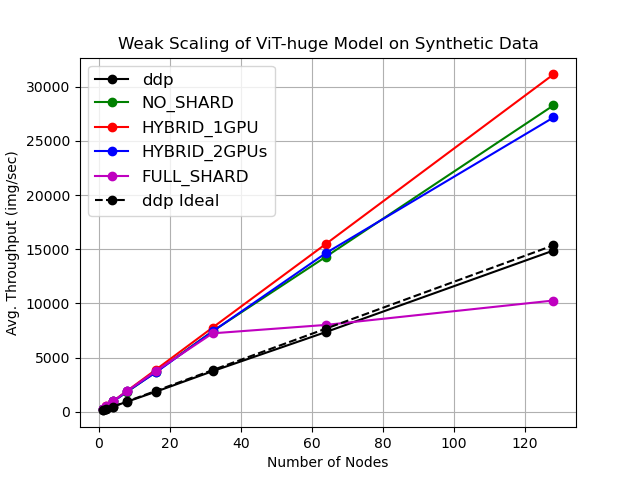 Weak Scaling of ViT-huge Model on Synthetic Data
ddp
NO_SHARD
HYBRID_1GPU
HYBRID_2GPUs
FULL_SHARD
ddp Ideal
Avg. Throughput (img/sec)
30000
25000
20000
15000
10000
5000
0
0 20 40 60 80 100 120
Number of Nodes